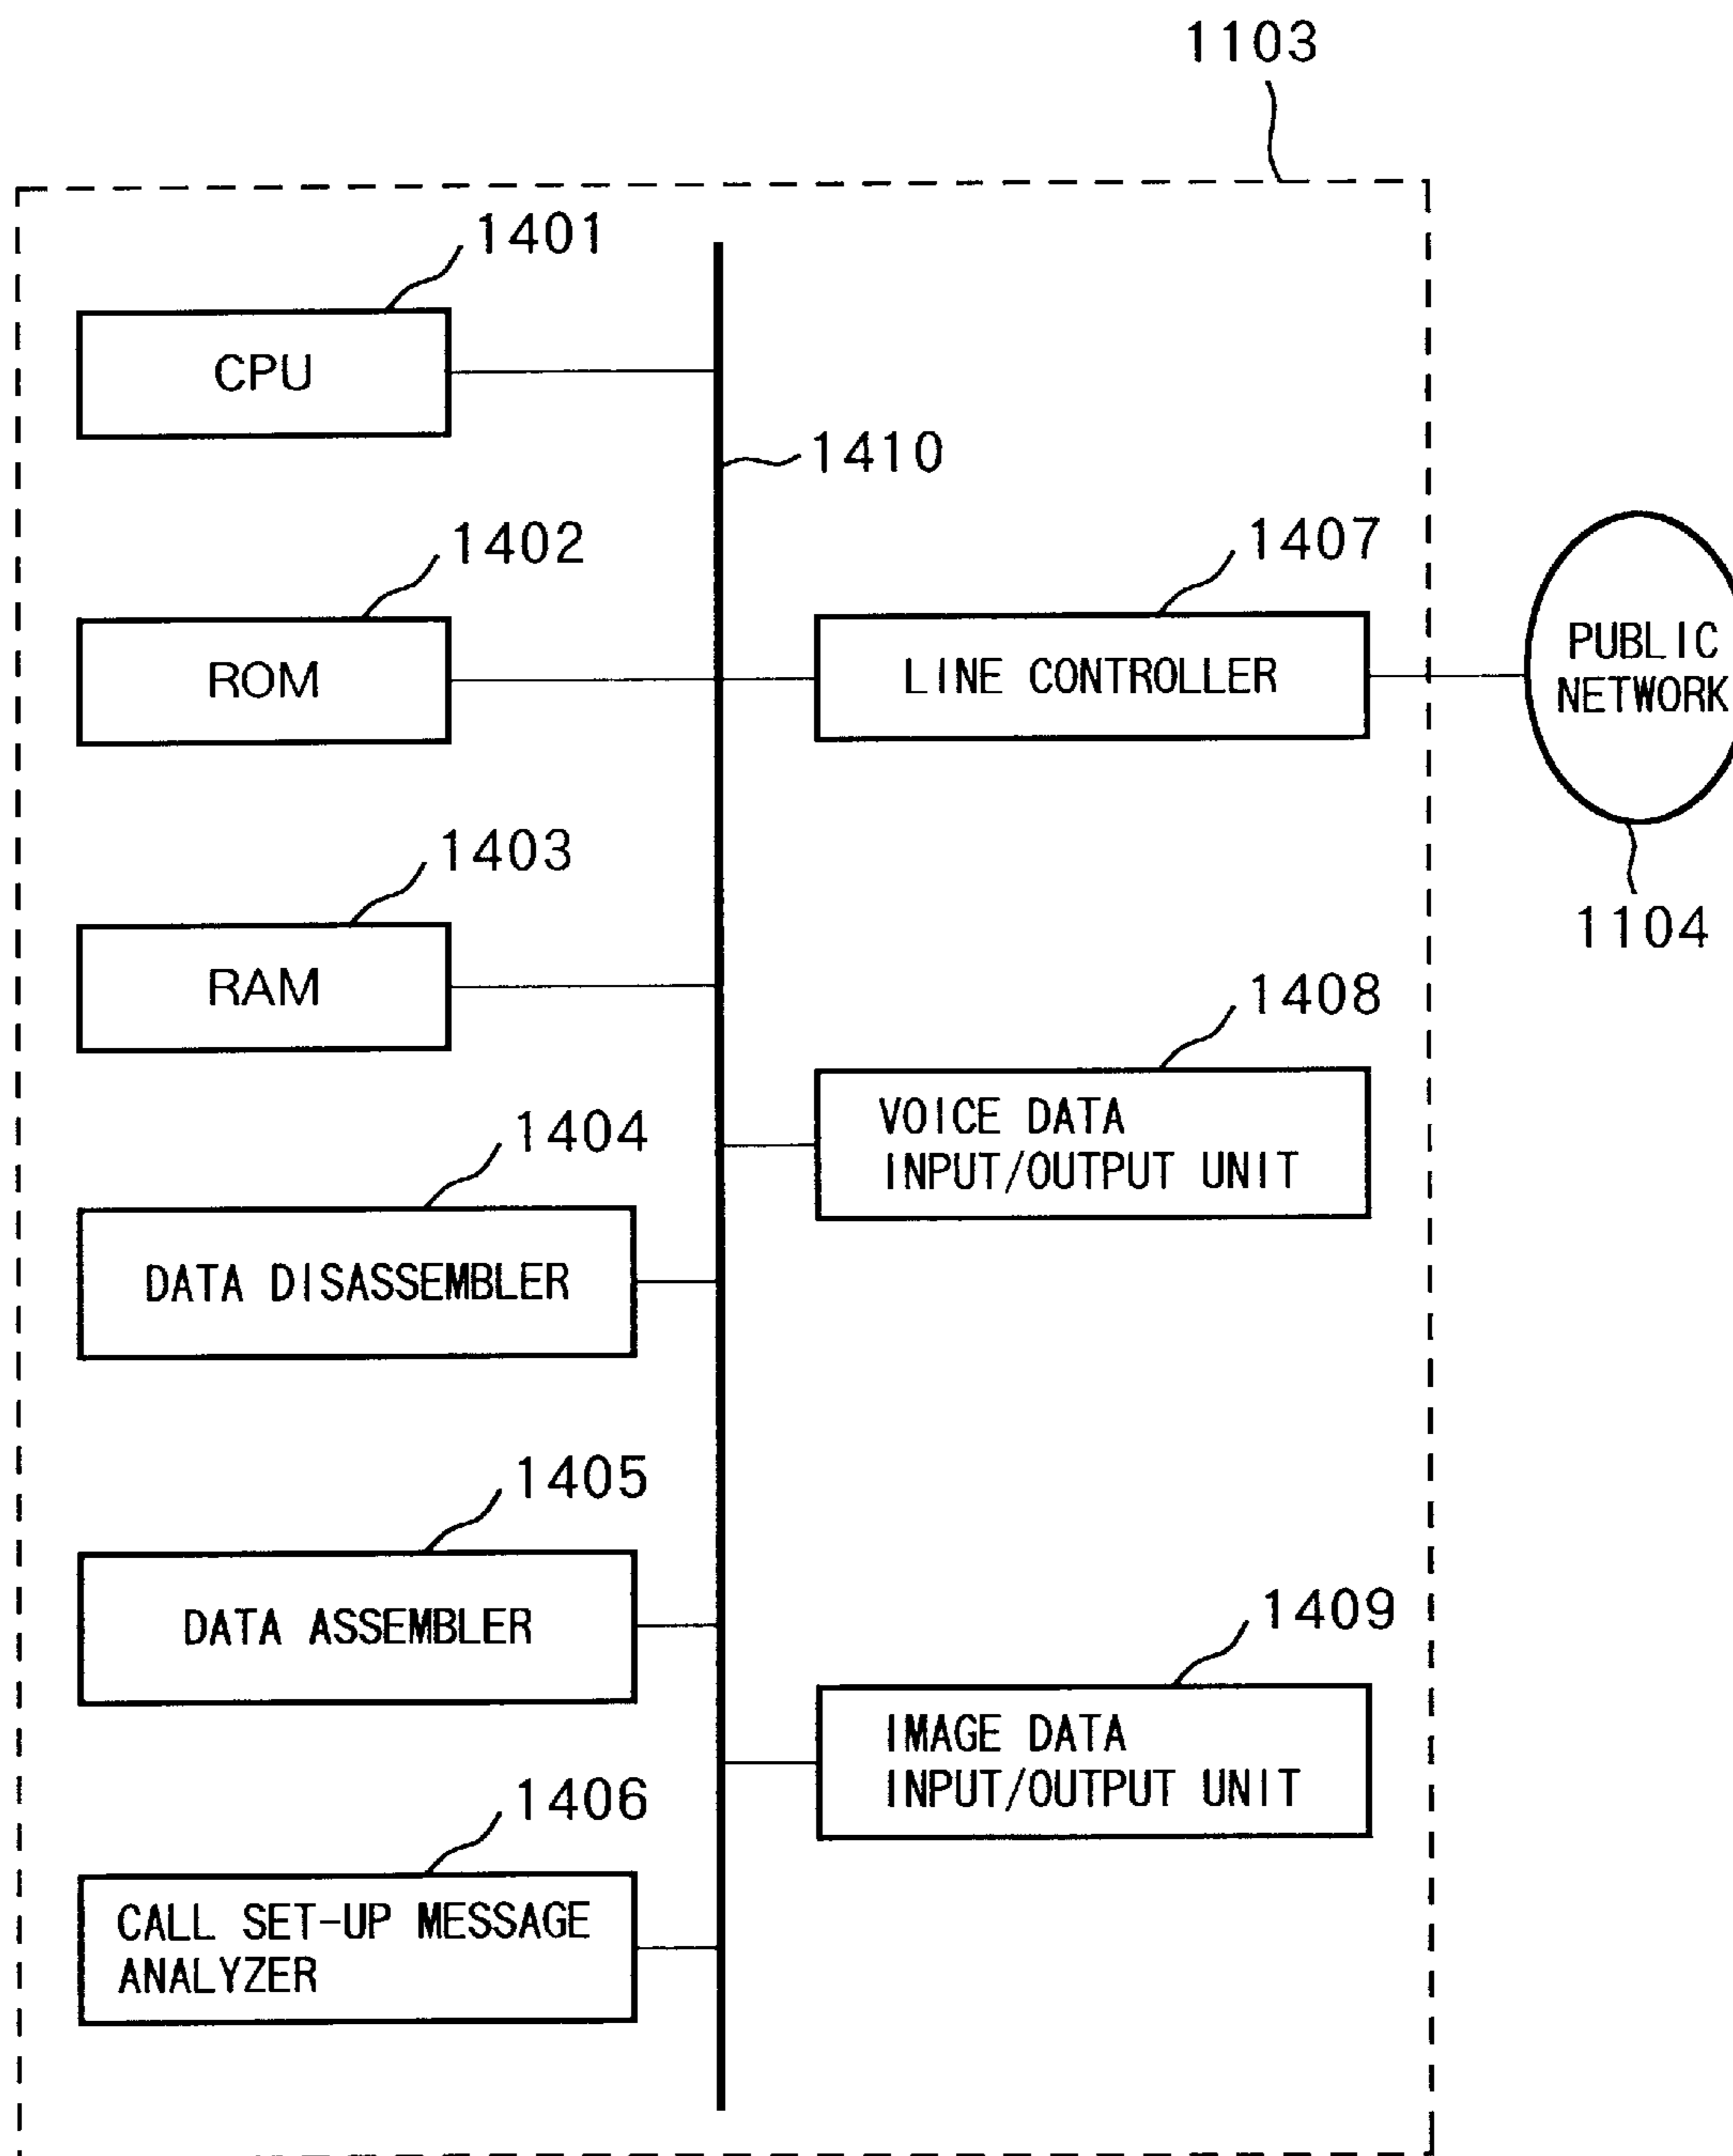 1103
1401
CPU
1410
1402
1407
ROM
LINE CONTROLLER
PUBLIC
NETWORK
1403
1104
RAM
1408
1404
VOICE DATA
INPUT/OUTPUT UNIT
DATA DISASSEMBLER
1405
DATA ASSEMBLER
1409
IMAGE DATA
INPUT/OUTPUT UNIT
1406
CALL SET-UP MESSAGE
ANALYZER